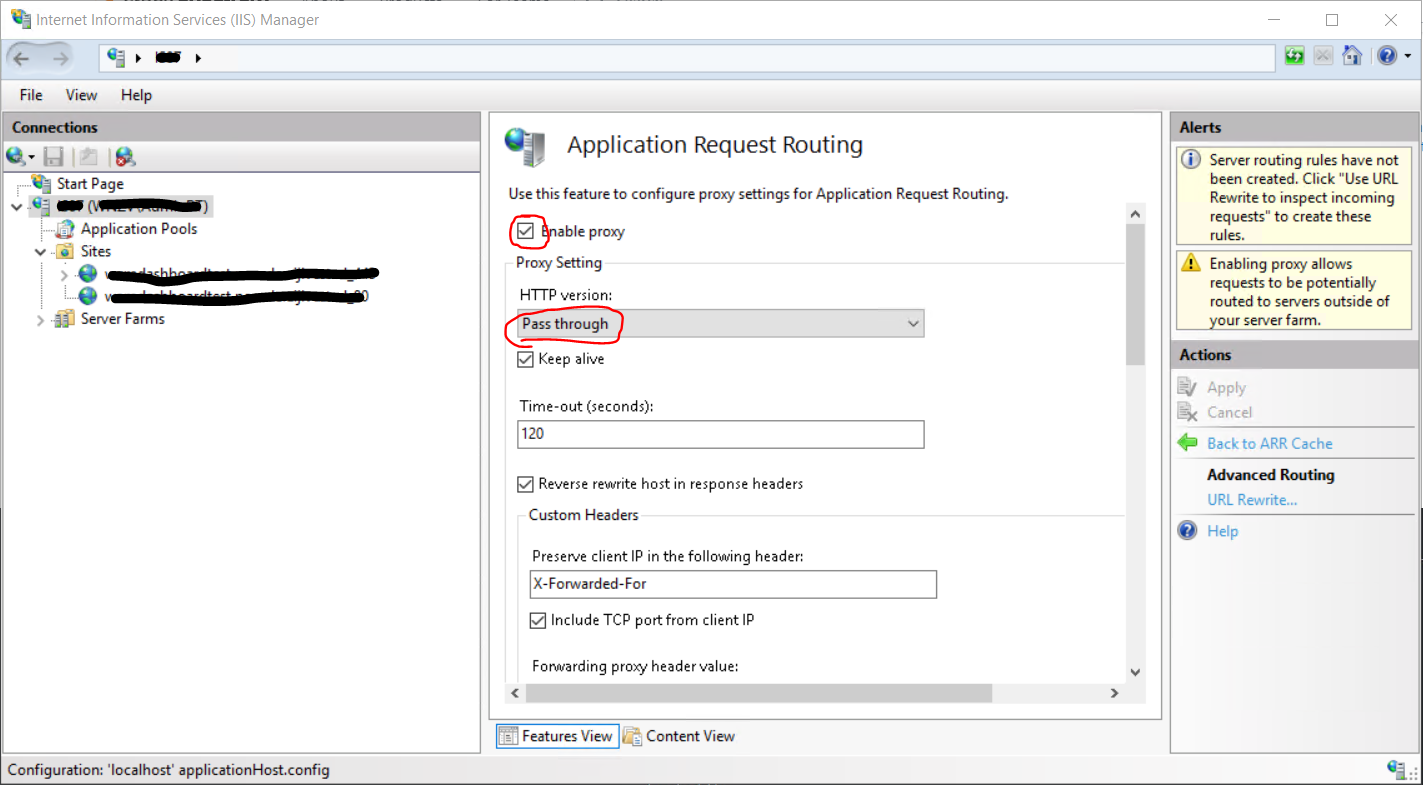 Internet Information Services (IIS) Manager
File View Help
Connections
Start Page
Application Pools
Sites
Server Farms
Application Request Routing
Use this feature to configure proxy settings for Application Request Routing.
Enable proxy
Proxy Setting
HTTP version:
Pass through
Keep alive
Time-out (seconds):
120
Reverse rewrite host in response headers
Custom Headers
Preserve client IP in the following header:
X-Forwarded-For
Include TCP port from client IP
Forwarding proxy header value:
Features View
Content View
Alerts
Server routing rules have not
been created. Click "Use URL
Rewrite to inspect incoming
requests" to create these
rules.
Enabling proxy allows
requests to be potentially
routed to servers outside of
your server farm.
Actions
Apply
Cancel
Back to ARR Cache
Advanced Routing
URL Rewrite...
Help
Configuration: 'localhost' applicationHost.config